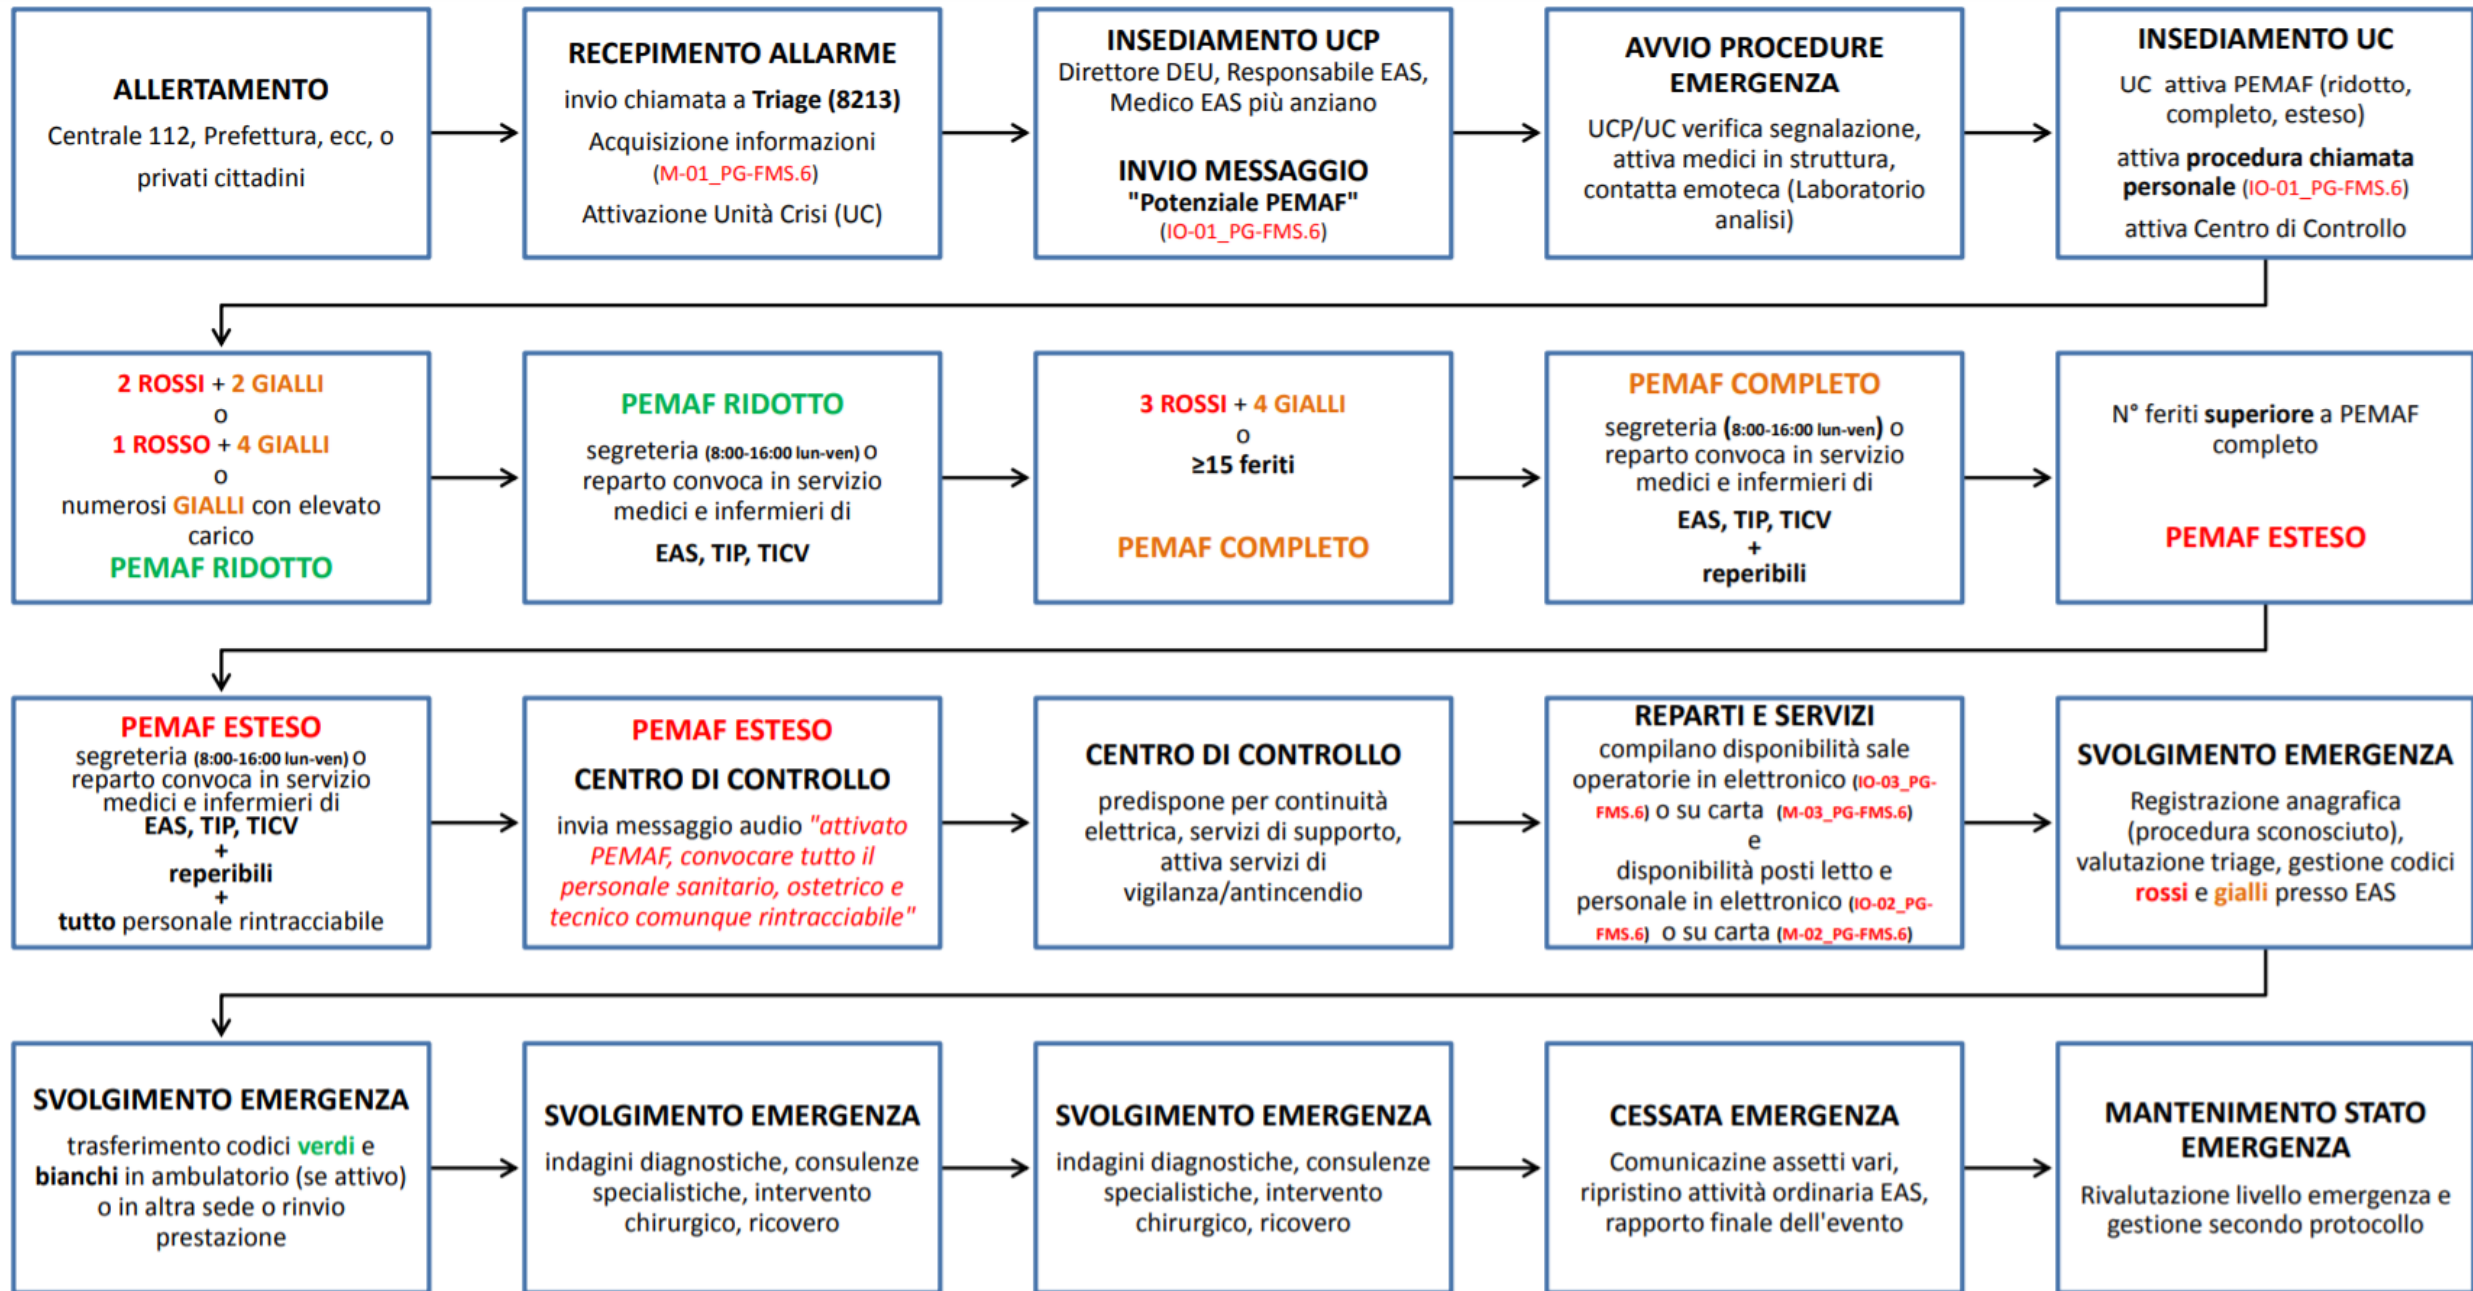 ALLERTAMENTO
Centrale 112, Prefettura, ecc, o
privati cittadini
RECEPIMENTO ALLARME
invio chiamata a Triage (8213)
Acquisizione informazioni
(M-01_PG-FMS.6)
Attivazione Unità Crisi (UC)
INSEDIAMENTO UCP
Direttore DEU, Responsabile EAS,
Medico EAS più anziano
INVIO MESSAGGIO
"Potenziale PEMAF"
(IO-01_PG-FMS.6)
AVVIO PROCEDURE
EMERGENZA
UCP/UC verifica segnalazione,
attiva medici in struttura,
contatta emoteca (Laboratorio
analisi)
INSEDIAMENTO UC
UC attiva PEMAF (ridotto,
completo, esteso)
attiva procedura chiamata
personale (IO-01_PG-FMS.6)
attiva Centro di Controllo
2 ROSSI + 2 GIALLI
o
1 ROSSO + 4 GIALLI
o
numerosi GIALLI con elevato
carico
PEMAF RIDOTTO
PEMAF RIDOTTO
segreteria (8:00-16:00 lun-ven) o
reparto convoca in servizio
medici e infermieri di
EAS, TIP, TICV
3 ROSSI + 4 GIALLI
o
≥15 feriti
PEMAF COMPLETO
PEMAF COMPLETO
segreteria (8:00-16:00 lun-ven) o
reparto convoca in servizio
medici e infermieri di
EAS, TIP, TICV
+
reperibili
N° feriti superiore a PEMAF
completo
PEMAF ESTESO
PEMAF ESTESO
segreteria (8:00-16:00 lun-ven) o
reparto convoca in servizio
medici e infermieri di
EAS, TIP, TICV
+
reperibili
+
tutto personale rintracciabile
PEMAF ESTESO
CENTRO DI CONTROLLO
invia messaggio audio "attivato
PEMAF, convocare tutto il
personale sanitario, ostetrico e
tecnico comunque rintracciabile"
CENTRO DI CONTROLLO
predispone per continuità
elettrica, servizi di supporto,
attiva servizi di
vigilanza/antincendio
REPARTI E SERVIZI
compilano disponibilità sale
operatorie in elettronico (IO-03_PG-
FMS.6) o su carta (M-03_PG-FMS.6)
e
disponibilità posti letto e
personale in elettronico (IO-02_PG-
FMS.6) o su carta (M-02_PG-FMS.6)
SVOLGIMENTO EMERGENZA
Registrazione anagrafica
(procedura sconosciuto),
valutazione triage, gestione codici
rossi e gialli presso EAS
SVOLGIMENTO EMERGENZA
trasferimento codici verdi e
bianchi in ambulatorio (se attivo)
o in altra sede o rinvio
prestazione
SVOLGIMENTO EMERGENZA
indagini diagnostiche, consulenze
specialistiche, intervento
chirurgico, ricovero
SVOLGIMENTO EMERGENZA
indagini diagnostiche, consulenze
specialistiche, intervento
chirurgico, ricovero
CESSATA EMERGENZA
Comunicazine assetti vari,
ripristino attività ordinaria EAS,
rapporto finale dell'evento
MANTENIMENTO STATO
EMERGENZA
Rivalutazione livello emergenza e
gestione secondo protocollo